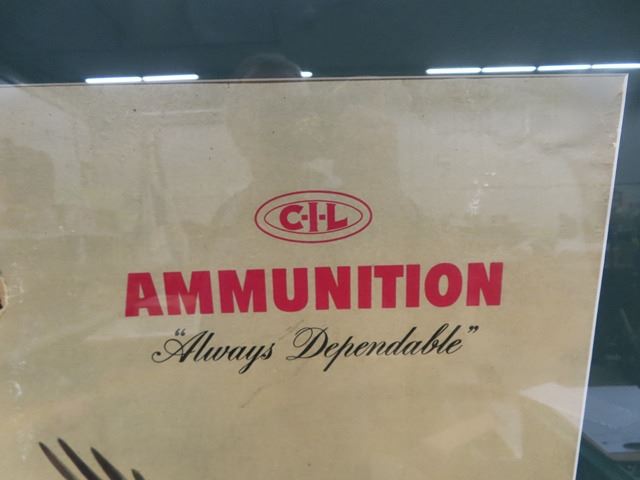 C-I-L
AMMUNITION
"Always Dependable"